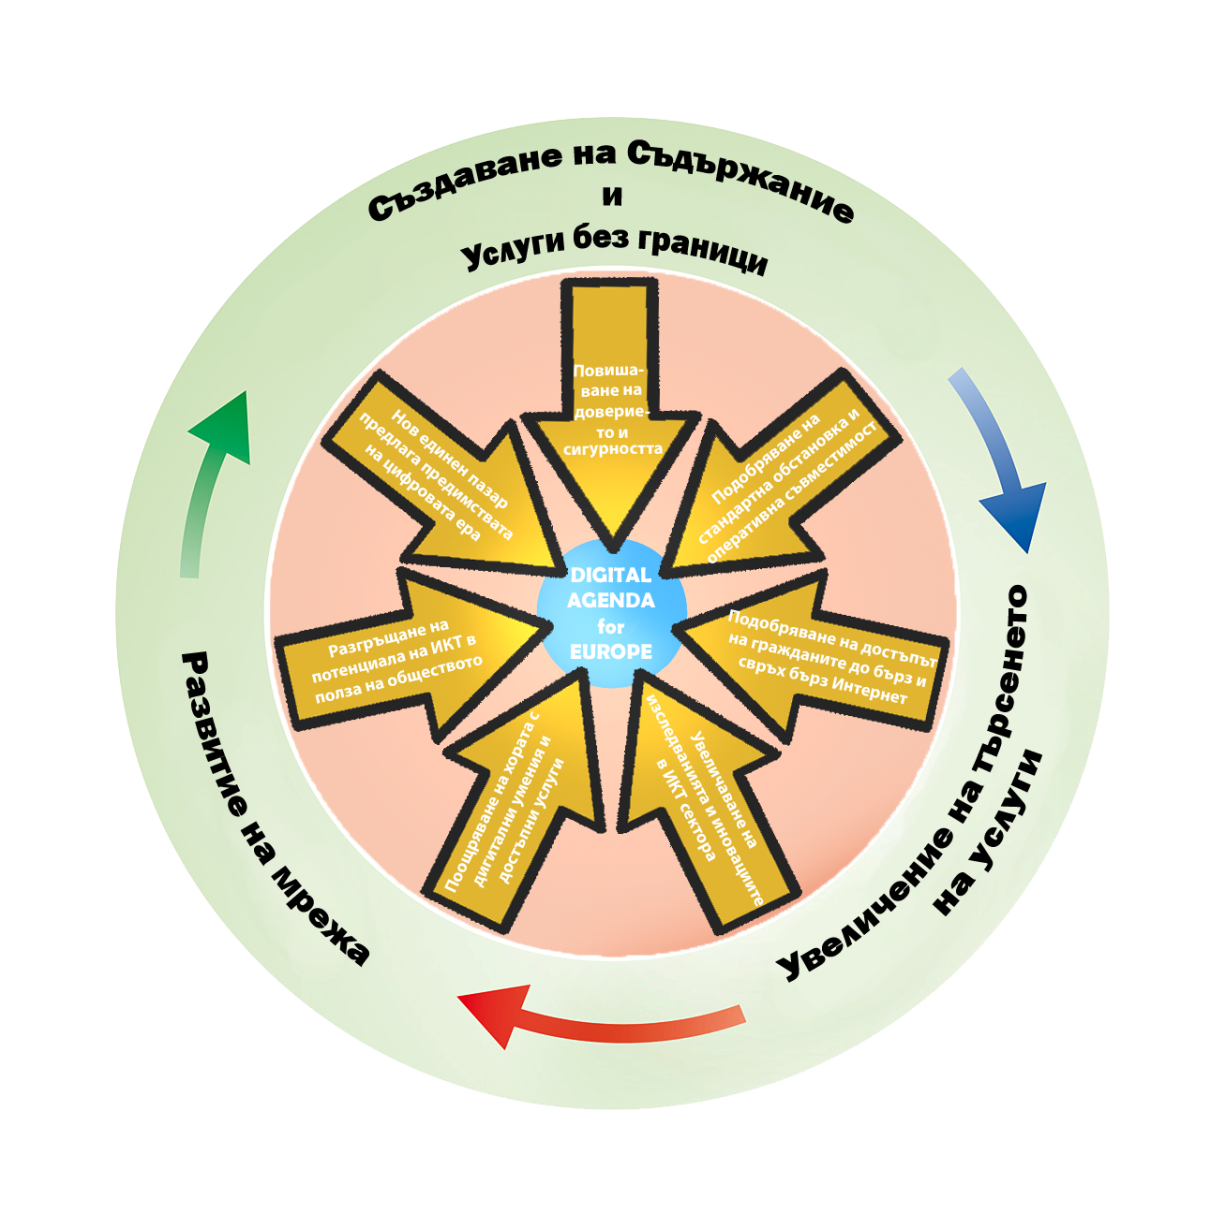 Създаване на Съдържание
и
Услуги без граници
Повиша-
ване на
доверие-
то и
сигурността
Подобряване на
стандартна обстановка и
оперативна съвместимост
Подобряване на достъпът
на гражданите до бърз и
свръх бърз Интернет
Увеличаване на
изследванията и иновациите
в ИКТ сектора
Поощряване на хората с
дигитални умения и
достъпни услуги
Разгръщане на
потенциала на ИКТ в
полза на обществото
Нов единен пазар
предлага предимствата
на цифровата ера
DIGITAL
AGENDA
for
EUROPE
Увеличение на търсенето
на услуги
Развитие на мрежа